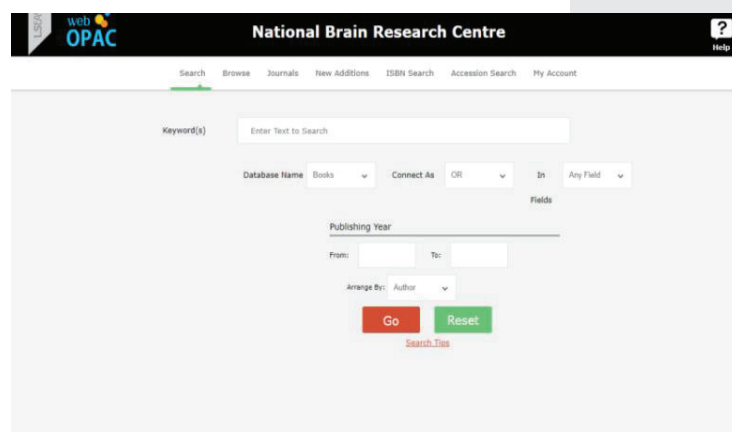 LSEA
web
OPAC
National Brain Research Centre
?
Help
Search Browse Journals New Additions ISBN Search Accession Search My Account
Keyword(s) Enter Text to Search
Database Name Books Connect As OR In Any Field
Fields
Publishing Year
From: To:
Arrange By: Author
Go Reset
Search Tips